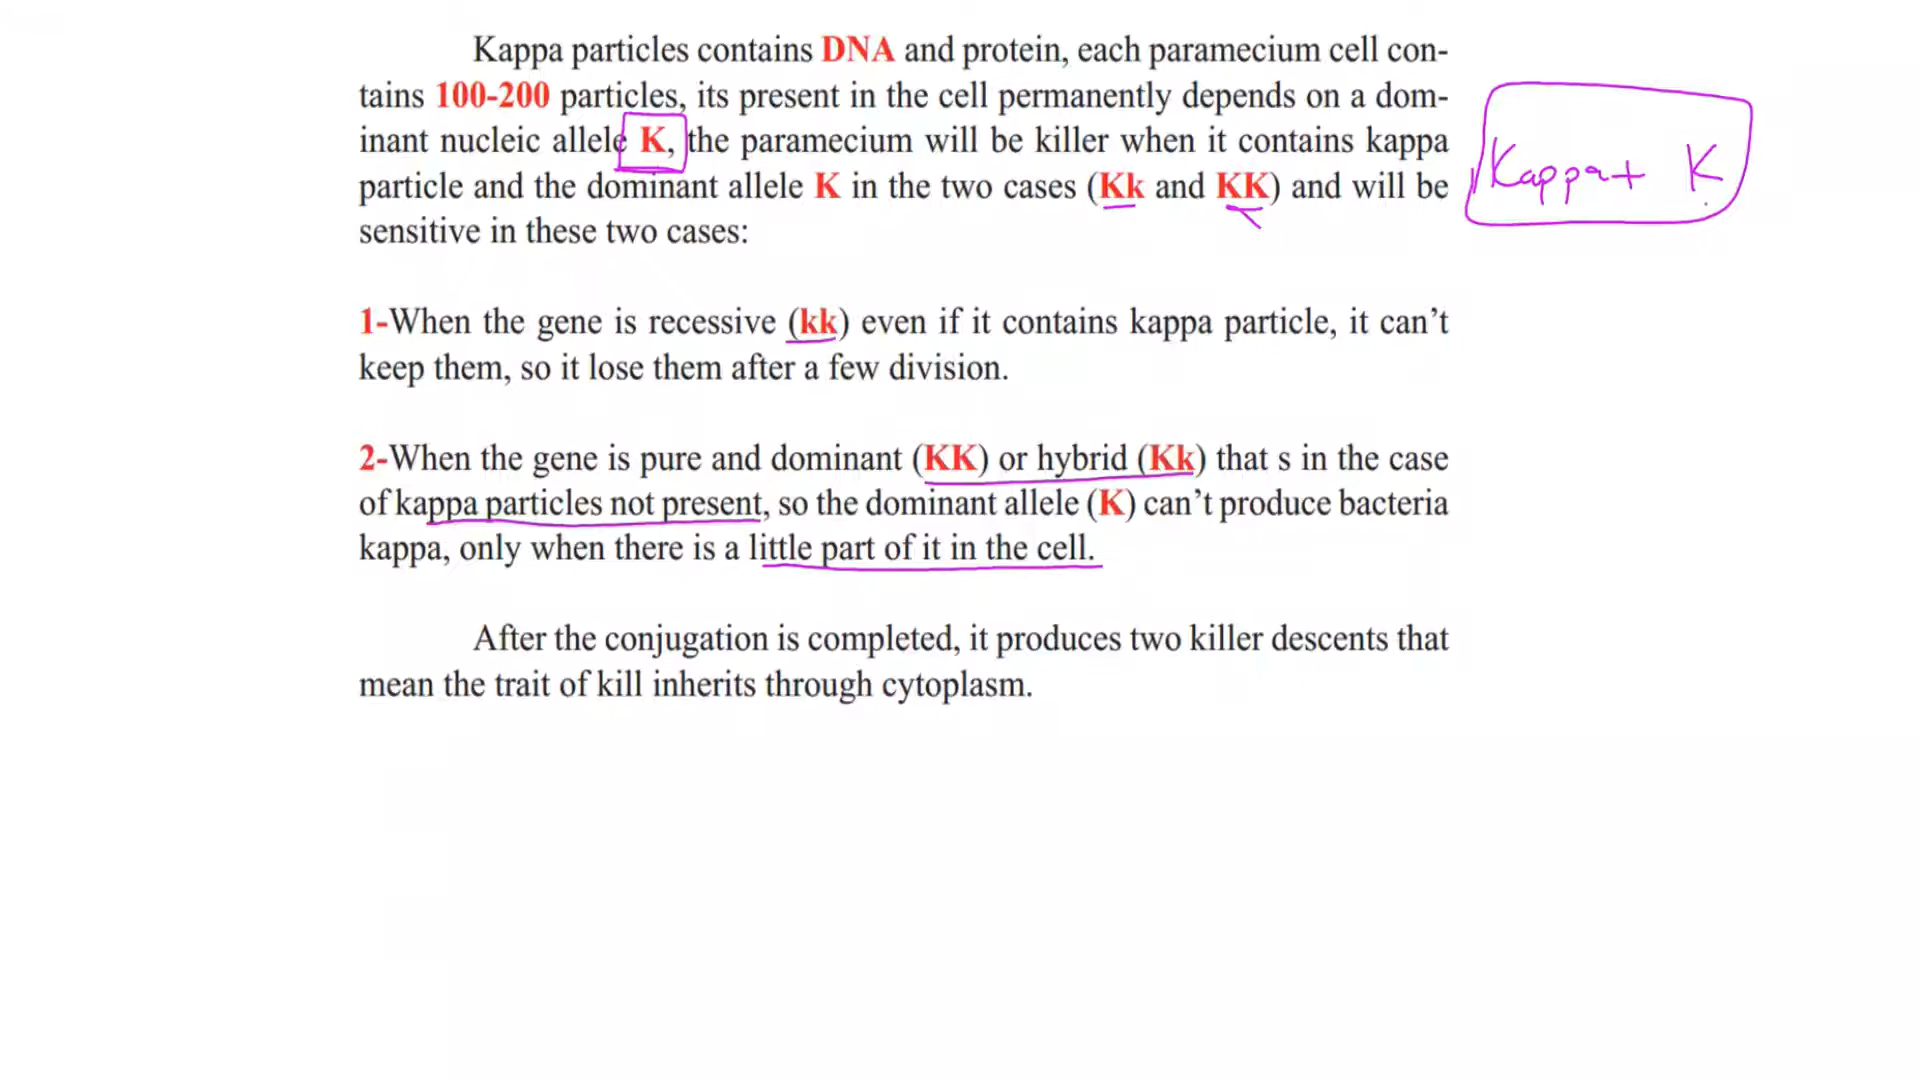 Kappa particles contains DNA and protein, each paramecium cell con-
tains 100-200 particles, its present in the cell permanently depends on a dom-
inant nucleic allele K, the paramecium will be killer when it contains kappa
particle and the dominant allele K in the two cases (Kk and KK) and will be
sensitive in these two cases:
Kappa+ K
1-When the gene is recessive (kk) even if it contains kappa particle, it can’t
keep them, so it lose them after a few division.
2-When the gene is pure and dominant (KK) or hybrid (Kk) that s in the case
of kappa particles not present, so the dominant allele (K) can’t produce bacteria
kappa, only when there is a little part of it in the cell.
After the conjugation is completed, it produces two killer descents that
mean the trait of kill inherits through cytoplasm.